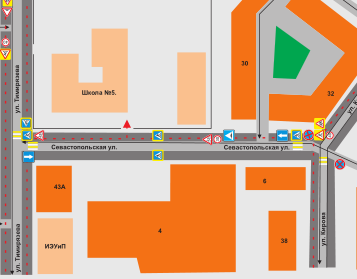 30
32
ул. Тимирязева
Школа №5.
Севастопольская ул.
Севастопольская ул.
43А
6
4
38
ИЭУиП
ул. Тимирязева
ул. Кирова